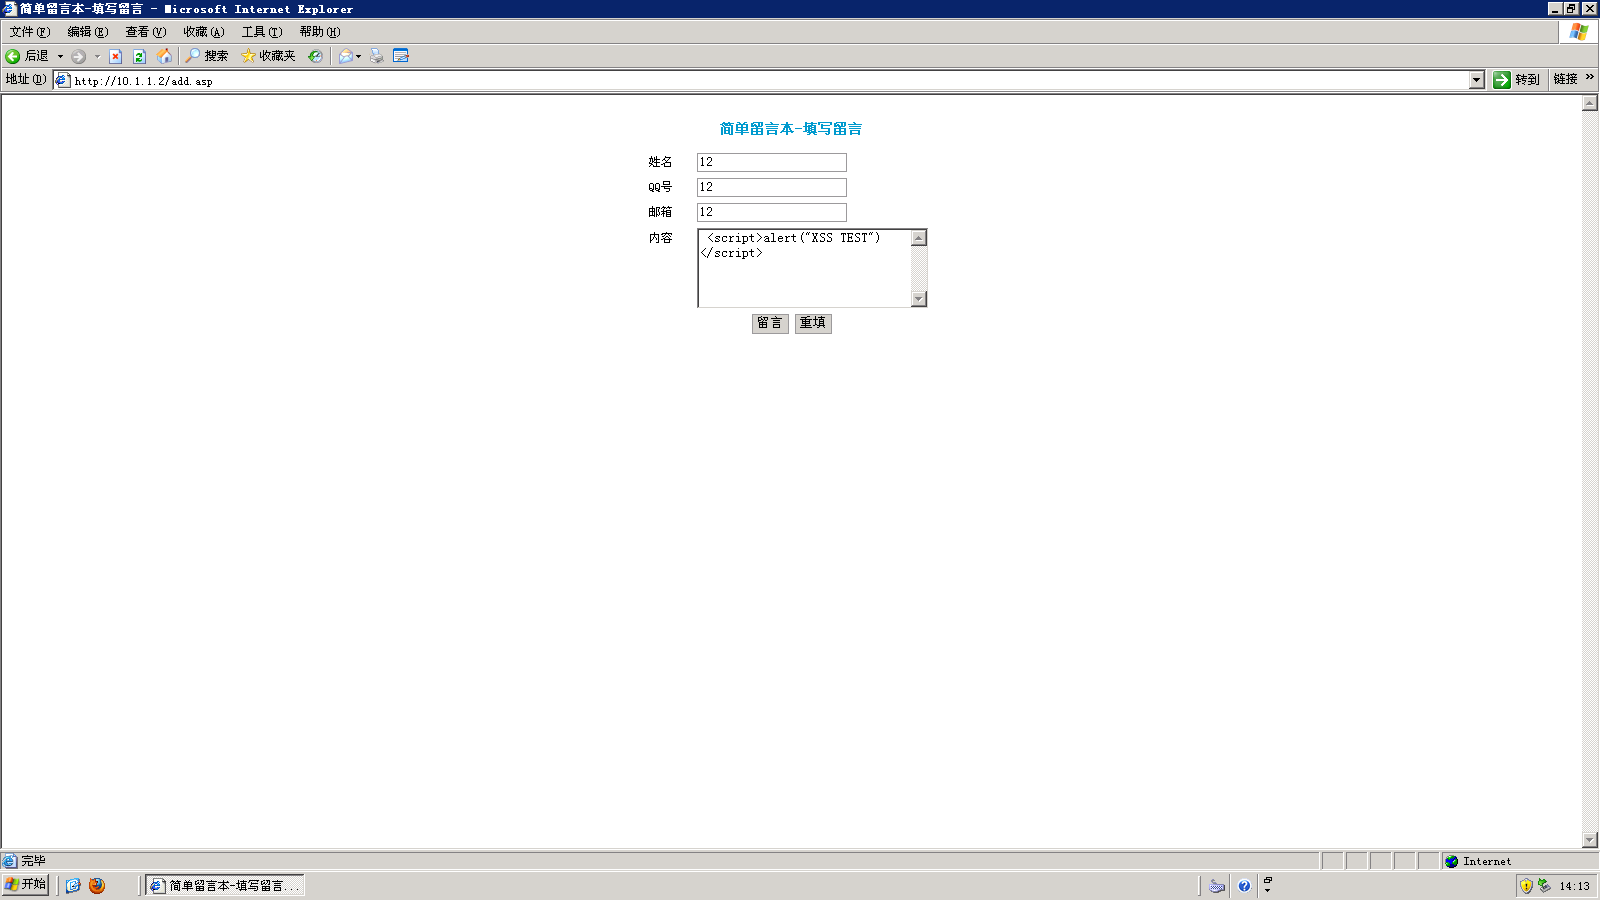 简单留言本-填写留言 - Microsoft Internet Explorer
文件(F) 编辑(E) 查看(V) 收藏(A) 工具(T) 帮助(H)
后退 搜索 收藏夹
地址(D) http://10.1.1.2/add.asp 转到 链接 »
简单留言本-填写留言
姓名 12
QQ号 12
邮箱 12
内容 <script>alert("XSS TEST")
</script>
留言 重填
完毕 Internet
开始 简单留言本-填写留言... 14:13